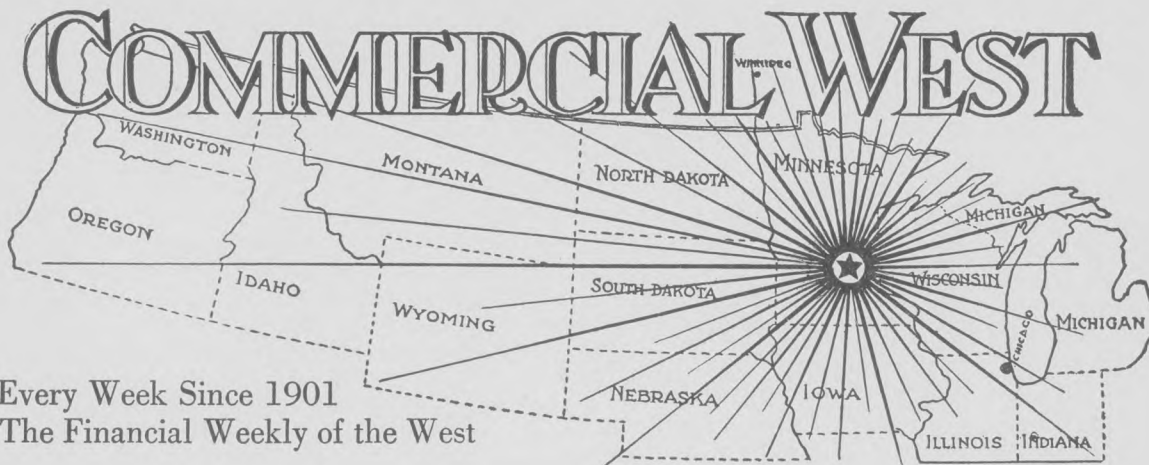 COMMERCIAL WEST
WINNIPEG
WASHINGTON
MONTANA
NORTH DAKOTA
MINNESOTA
OREGON
MICHIGAN
IDAHO
SOUTH DAKOTA
WISCONSIN
WYOMING
CHICAGO
MICHIGAN
NEBRASKA
IOWA
ILLINOIS
INDIANA
Every Week Since 1901
The Financial Weekly of the West